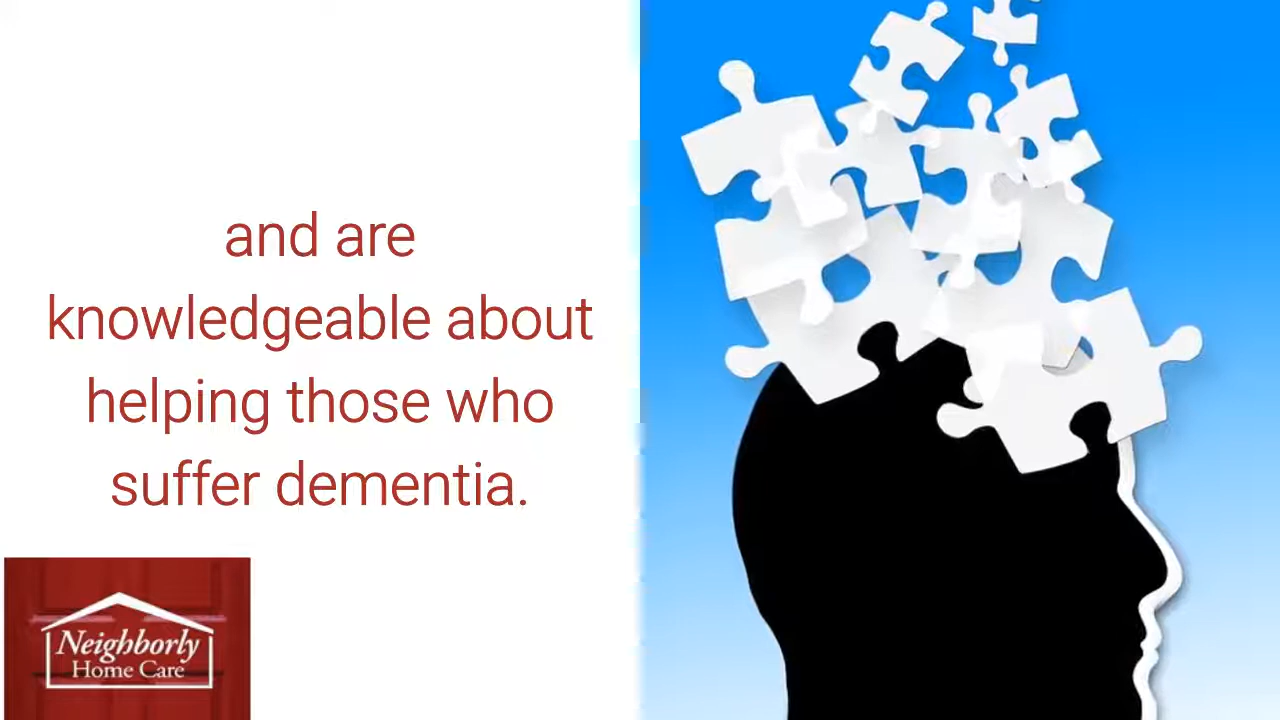 and are
knowledgeable about
helping those who
suffer dementia.
Neighborly
Home Care